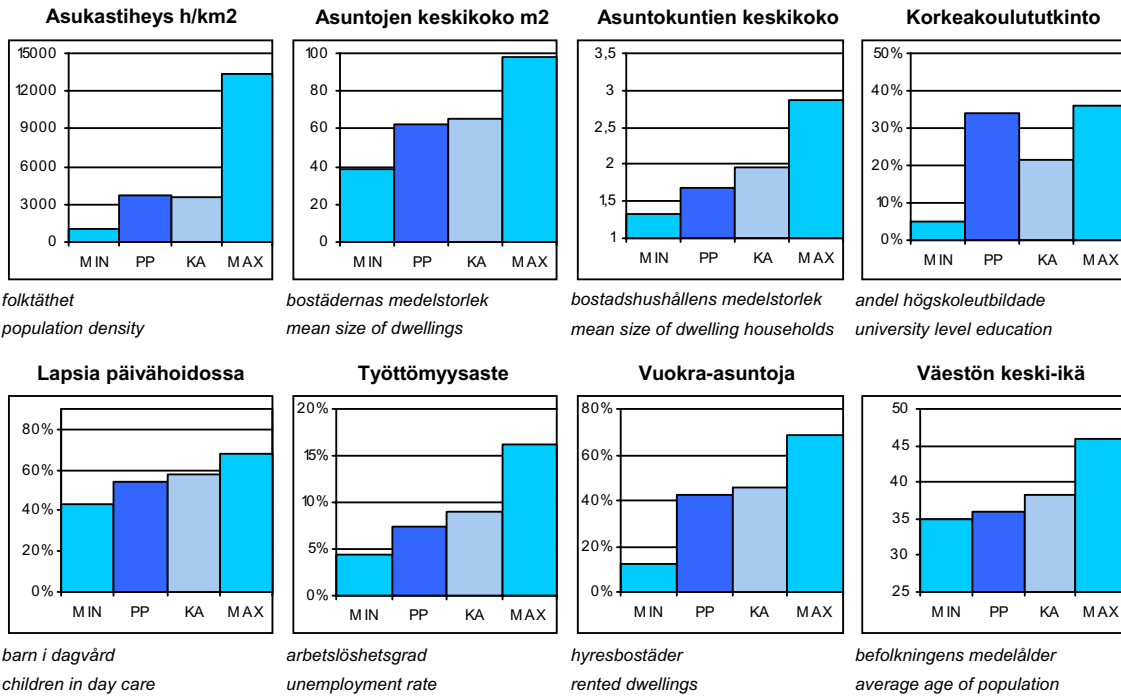 Asukastiheys h/km2
15000
12000
9000
6000
3000
0
MIN PP KA MAX
folktäthet
population density
Asuntojen keskikoko m2
100
80
60
40
20
0
MIN PP KA MAX
bostädernas medelstorlek
mean size of dwellings
Asuntokuntien keskikoko
3,5
3
2,5
2
1,5
1
MIN PP KA MAX
bostadshushållens medelstorlek
mean size of dwelling households
Korkeakoulututkinto
50%
40%
30%
20%
10%
0%
MIN PP KA MAX
andel högskoleutbildade
university level education
Lapsia päivähoidossa
80%
60%
40%
20%
0%
MIN PP KA MAX
barn i dagvård
children in day care
Työttömyysaste
20%
15%
10%
5%
0%
MIN PP KA MAX
arbetslöshetsgrad
unemployment rate
Vuokra-asuntoja
80%
60%
40%
20%
0%
MIN PP KA MAX
hyresbostäder
rented dwellings
Väestön keski-ikä
50
45
40
35
30
25
MIN PP KA MAX
befolkningens medelålder
average age of population